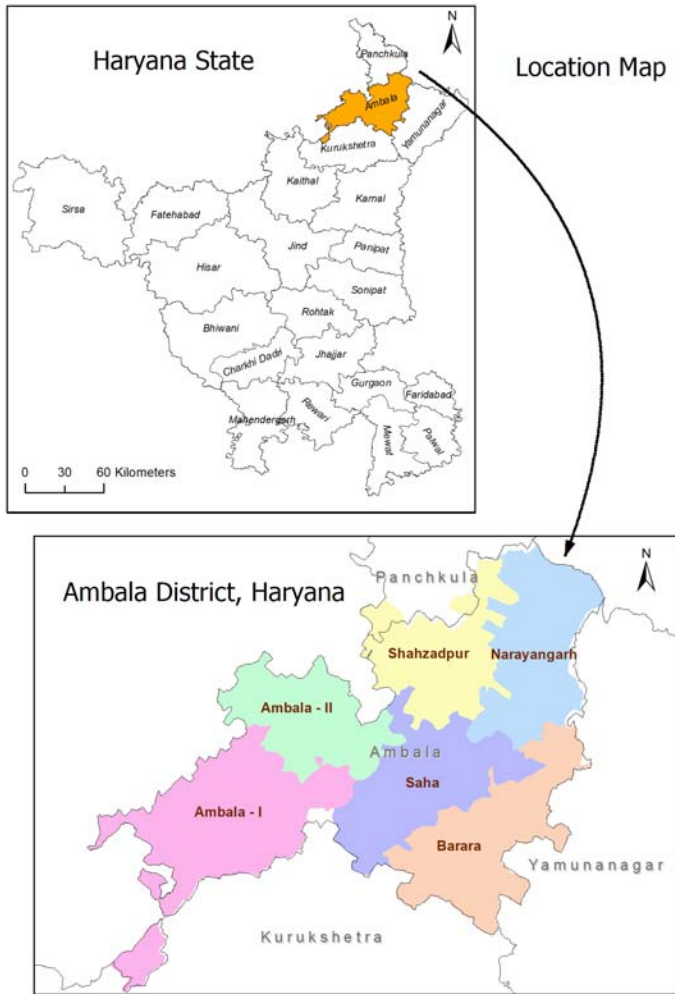 Haryana State
N
Location Map
Panchkula
Ambala
Yamunanagar
Kurukshetra
Kaithal
Karnal
Sirsa
Fatehabad
Jind
Panipat
Hisar
Sonipat
Rohtak
Bhiwani
Charkhi Dadri
Jhajjar
Gurgaon
Faridabad
Mahendergarh
Rewari
Mewat
Palwal
0 30 60 Kilometers
Ambala District, Haryana
N
Panchkula
Shahzadpur
Narayangarh
Ambala - II
Ambala
Saha
Ambala - I
Barara
Yamunanagar
Kurukshetra